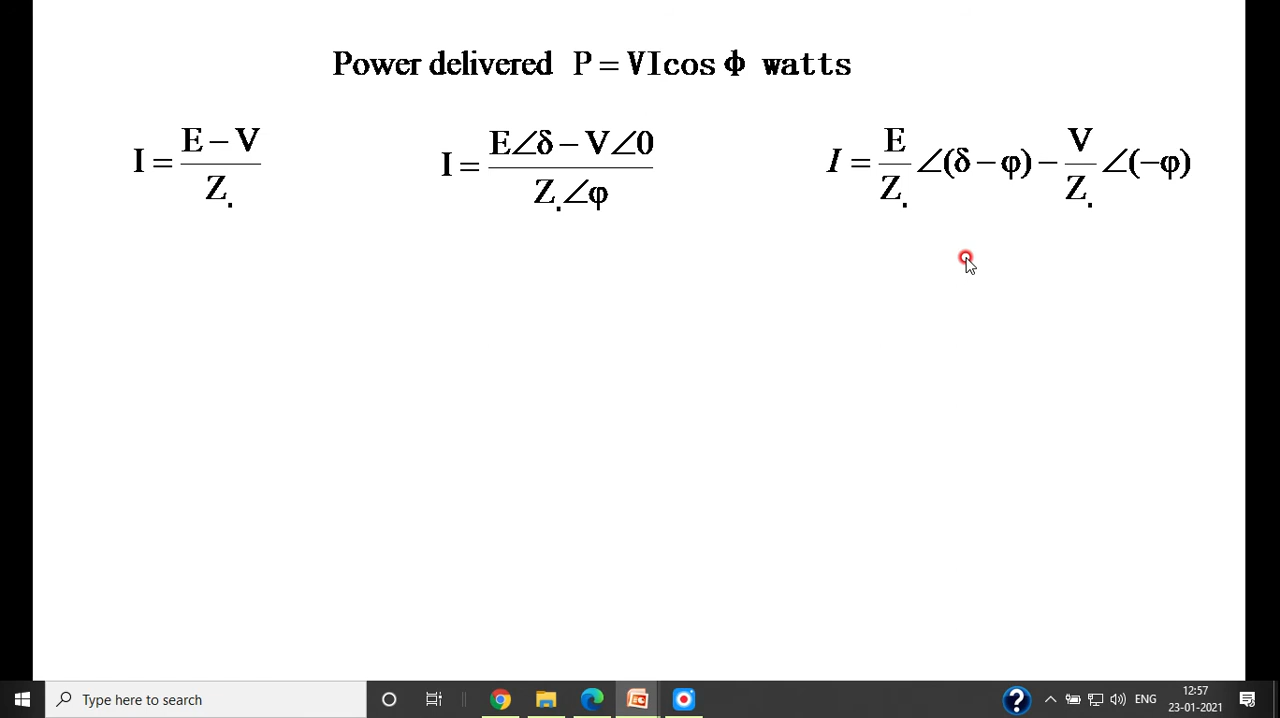 Power delivered P = VIcos Φ watts
I = E − V / Z.
I = E∠δ − V∠0 / Z.∠φ
I = E / Z. ∠(δ − φ) − V / Z. ∠(−φ)
Type here to search
ENG
12:57
23-01-2021